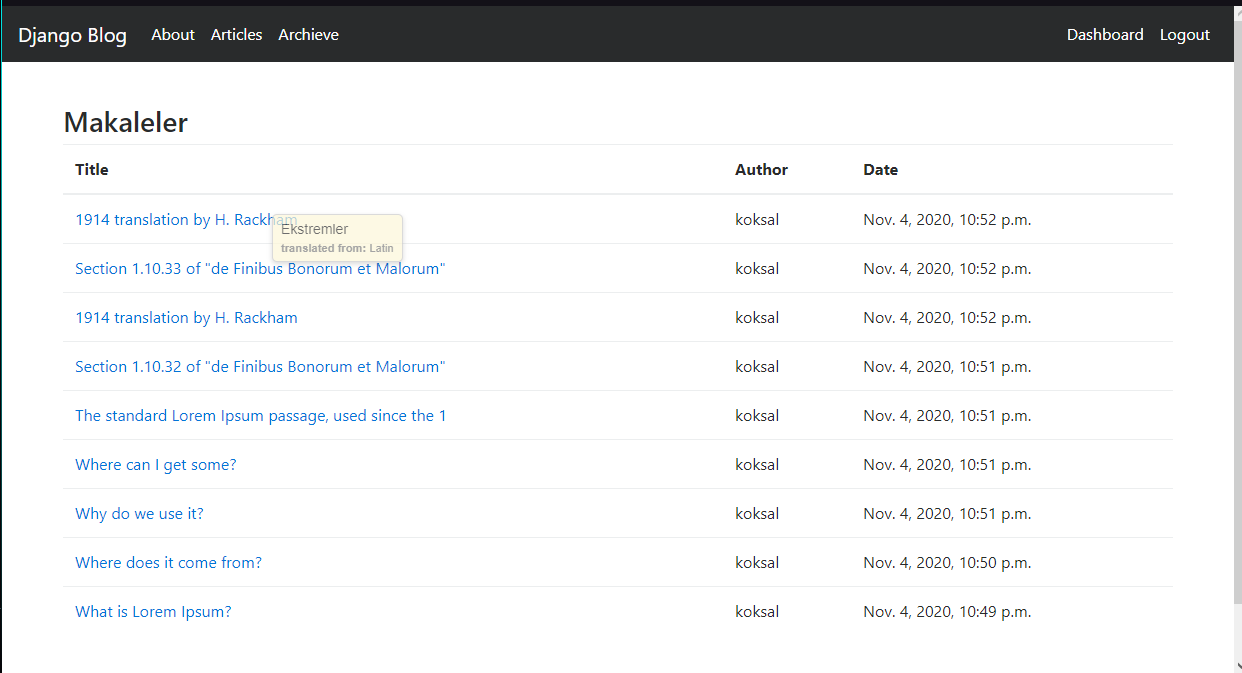 Django Blog About Articles Archieve Dashboard Logout
Makaleler
Title Author Date
1914 translation by H. Rackham koksal Nov. 4, 2020, 10:52 p.m.
Ekstremler
translated from: Latin
Section 1.10.33 of "de Finibus Bonorum et Malorum" koksal Nov. 4, 2020, 10:52 p.m.
1914 translation by H. Rackham koksal Nov. 4, 2020, 10:52 p.m.
Section 1.10.32 of "de Finibus Bonorum et Malorum" koksal Nov. 4, 2020, 10:51 p.m.
The standard Lorem Ipsum passage, used since the 1 koksal Nov. 4, 2020, 10:51 p.m.
Where can I get some? koksal Nov. 4, 2020, 10:51 p.m.
Why do we use it? koksal Nov. 4, 2020, 10:51 p.m.
Where does it come from? koksal Nov. 4, 2020, 10:50 p.m.
What is Lorem Ipsum? koksal Nov. 4, 2020, 10:49 p.m.